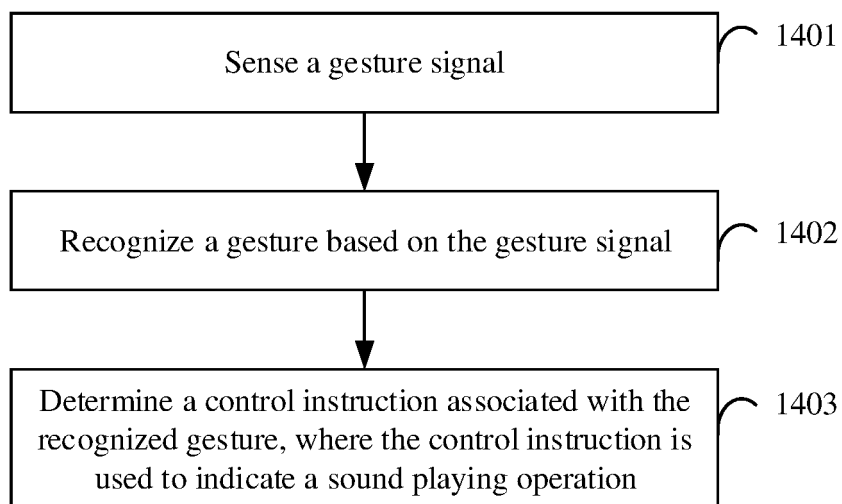 Sense a gesture signal
1401
Recognize a gesture based on the gesture signal
1402
Determine a control instruction associated with the
recognized gesture, where the control instruction is
used to indicate a sound playing operation
1403